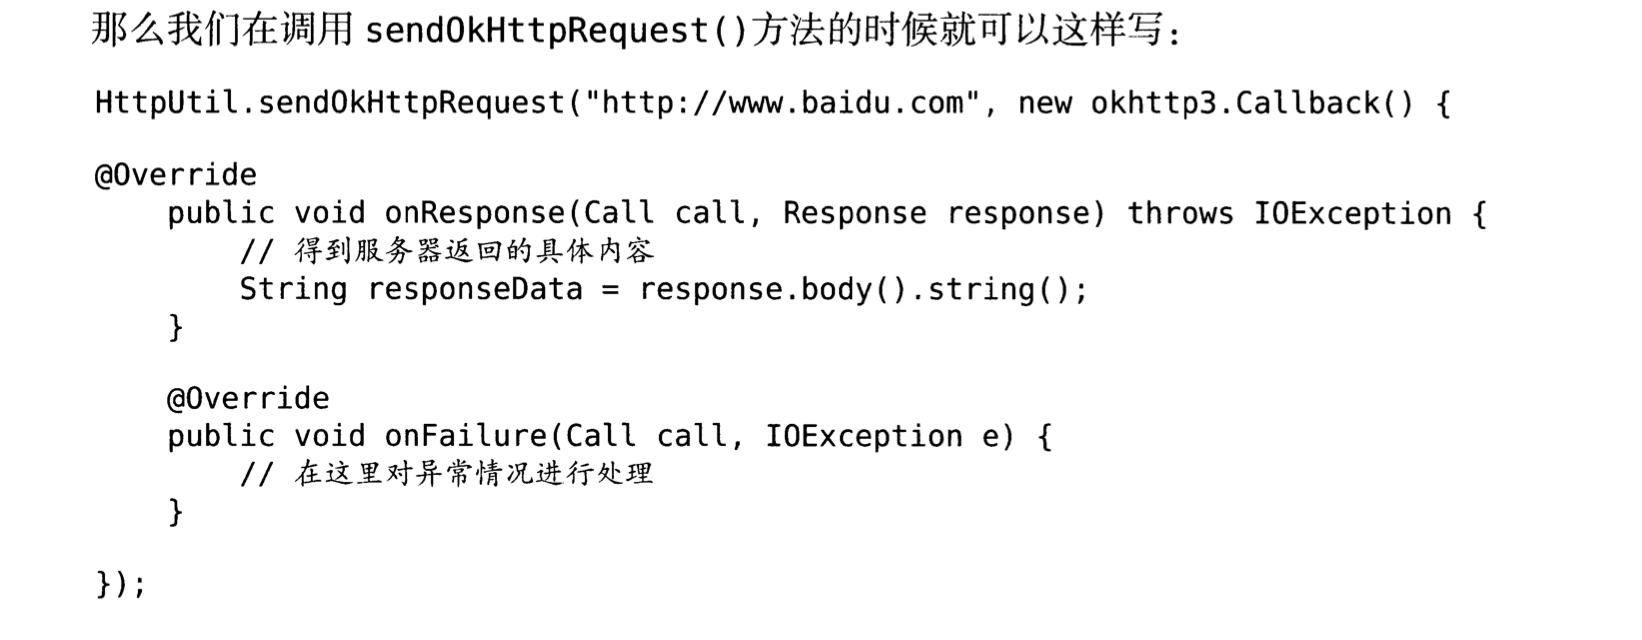 那么我们在调用 sendOkHttpRequest()方法的时候就可以这样写：
HttpUtil.sendOkHttpRequest("http://www.baidu.com", new okhttp3.Callback() {
@Override
    public void onResponse(Call call, Response response) throws IOException {
        // 得到服务器返回的具体内容
        String responseData = response.body().string();
    }
    @Override
    public void onFailure(Call call, IOException e) {
        // 在这里对异常情况进行处理
    }
});